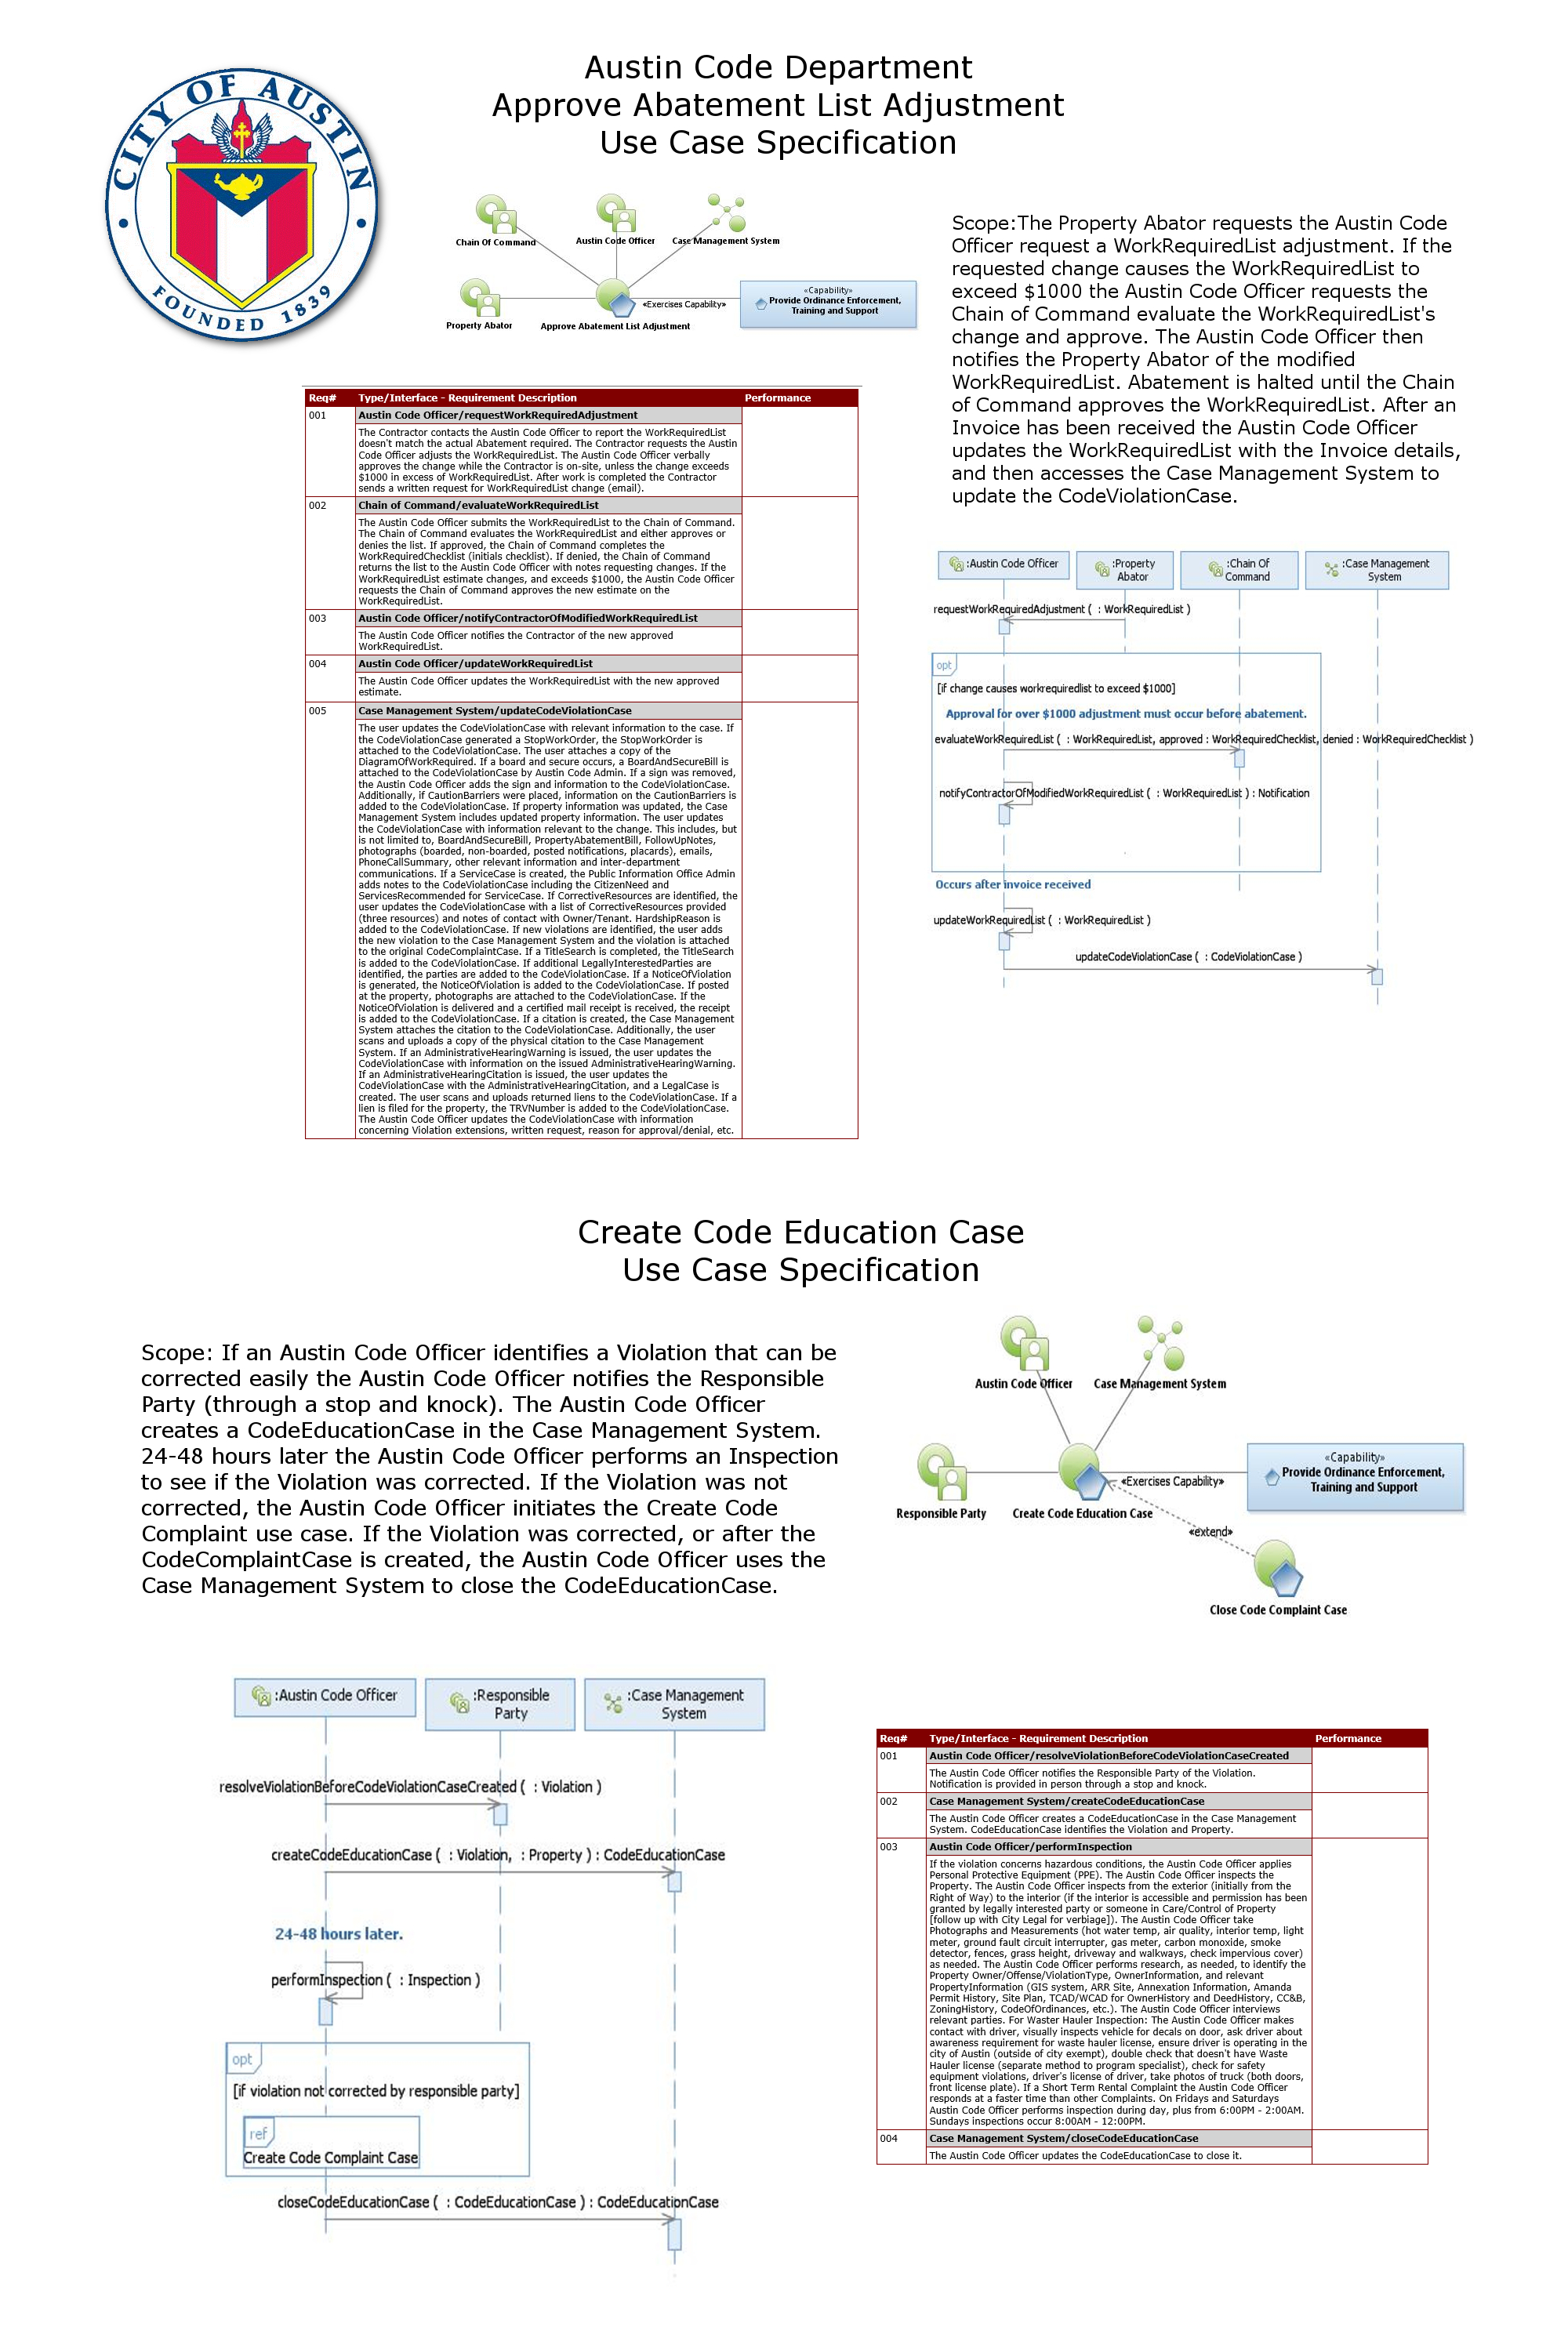 CITY OF AUSTIN
FOUNDED 1839
Austin Code Department
Approve Abatement List Adjustment
Use Case Specification
Chain Of Command
Austin Code Officer
Case Management System
Property Abator
Approve Abatement List Adjustment
«Exercises Capability»
«Capability»
Provide Ordinance Enforcement,
Training and Support
Scope:The Property Abator requests the Austin Code
Officer request a WorkRequiredList adjustment. If the
requested change causes the WorkRequiredList to
exceed $1000 the Austin Code Officer requests the
Chain of Command evaluate the WorkRequiredList's
change and approve. The Austin Code Officer then
notifies the Property Abator of the modified
WorkRequiredList. Abatement is halted until the Chain
of Command approves the WorkRequiredList. After an
Invoice has been received the Austin Code Officer
updates the WorkRequiredList with the Invoice details,
and then accesses the Case Management System to
update the CodeViolationCase.
Req# Type/Interface - Requirement Description Performance
001 Austin Code Officer/requestWorkRequiredAdjustment
The Contractor contacts the Austin Code Officer to report the WorkRequiredList
doesn't match the actual Abatement required. The Contractor requests the Austin
Code Officer adjusts the WorkRequiredList. The Austin Code Officer verbally
approves the change while the Contractor is on-site, unless the change exceeds
$1000 in excess of WorkRequiredList. After work is completed the Contractor
sends a written request for WorkRequiredList change (email).
002 Chain of Command/evaluateWorkRequiredList
The Austin Code Officer submits the WorkRequiredList to the Chain of Command.
The Chain of Command evaluates the WorkRequiredList and either approves or
denies the list. If approved, the Chain of Command completes the
WorkRequiredChecklist (initials checklist). If denied, the Chain of Command
returns the list to the Austin Code Officer with notes requesting changes. If the
WorkRequiredList estimate changes, and exceeds $1000, the Austin Code Officer
requests the Chain of Command approves the new estimate on the
WorkRequiredList.
003 Austin Code Officer/notifyContractorOfModifiedWorkRequiredList
The Austin Code Officer notifies the Contractor of the new approved
WorkRequiredList.
004 Austin Code Officer/updateWorkRequiredList
The Austin Code Officer updates the WorkRequiredList with the new approved
estimate.
005 Case Management System/updateCodeViolationCase
The user updates the CodeViolationCase with relevant information to the case. If
the CodeViolationCase generated a StopWorkOrder, the StopWorkOrder is
attached to the CodeViolationCase. The user attaches a copy of the
DiagramOfWorkRequired. If a board and secure occurs, a BoardAndSecureBill is
attached to the CodeViolationCase by Austin Code Admin. If a sign was removed,
the Austin Code Officer adds the sign and information to the CodeViolationCase.
Additionally, if CautionBarriers were placed, information on the CautionBarriers is
added to the CodeViolationCase. If property information was updated, the Case
Management System includes updated property information. The user updates
the CodeViolationCase with information relevant to the change. This includes, but
is not limited to, BoardAndSecureBill, PropertyAbatementBill, FollowUpNotes,
photographs (boarded, non-boarded, posted notifications, placards), emails,
PhoneCallSummary, other relevant information and inter-department
communications. If a ServiceCase is created, the Public Information Office Admin
adds notes to the CodeViolationCase including the CitizenNeed and
ServicesRecommended for ServiceCase. If CorrectiveResources are identified, the
user updates the CodeViolationCase with a list of CorrectiveResources provided
(three resources) and notes of contact with Owner/Tenant. HardshipReason is
added to the CodeViolationCase. If new violations are identified, the user adds
the new violation to the Case Management System and the violation is attached
to the original CodeComplaintCase. If a TitleSearch is completed, the TitleSearch
is added to the CodeViolationCase. If additional LegallyInterestedParties are
identified, the parties are added to the CodeViolationCase. If a NoticeOfViolation
is generated, the NoticeOfViolation is added to the CodeViolationCase. If posted
at the property, photographs are attached to the CodeViolationCase. If the
NoticeOfViolation is delivered and a certified mail receipt is received, the receipt
is added to the CodeViolationCase. If a citation is created, the Case Management
System attaches the citation to the CodeViolationCase. Additionally, the user
scans and uploads a copy of the physical citation to the Case Management
System. If an AdministrativeHearingWarning is issued, the user updates the
CodeViolationCase with information on the issued AdministrativeHearingWarning.
If an AdministrativeHearingCitation is issued, the user updates the
CodeViolationCase with the AdministrativeHearingCitation, and a LegalCase is
created. The user scans and uploads returned liens to the CodeViolationCase. If a
lien is filed for the property, the TRVNumber is added to the CodeViolationCase.
The Austin Code Officer updates the CodeViolationCase with information
concerning Violation extensions, written request, reason for approval/denial, etc.
:Austin Code Officer
:Property
Abator
:Chain Of
Command
:Case Management
System
requestWorkRequiredAdjustment ( : WorkRequiredList )
opt
[if change causes workrequiredlist to exceed $1000]
Approval for over $1000 adjustment must occur before abatement.
evaluateWorkRequiredList ( : WorkRequiredList, approved : WorkRequiredChecklist, denied : WorkRequiredChecklist )
notifyContractorOfModifiedWorkRequiredList ( : WorkRequiredList ) : Notification
Occurs after invoice received
updateWorkRequiredList ( : WorkRequiredList )
updateCodeViolationCase ( : CodeViolationCase )
Create Code Education Case
Use Case Specification
Scope: If an Austin Code Officer identifies a Violation that can be
corrected easily the Austin Code Officer notifies the Responsible
Party (through a stop and knock). The Austin Code Officer
creates a CodeEducationCase in the Case Management System.
24-48 hours later the Austin Code Officer performs an Inspection
to see if the Violation was corrected. If the Violation was not
corrected, the Austin Code Officer initiates the Create Code
Complaint use case. If the Violation was corrected, or after the
CodeComplaintCase is created, the Austin Code Officer uses the
Case Management System to close the CodeEducationCase.
Austin Code Officer
Case Management System
Responsible Party
Create Code Education Case
«Exercises Capability»
«Capability»
Provide Ordinance Enforcement,
Training and Support
«extend»
Close Code Complaint Case
:Austin Code Officer
:Responsible
Party
:Case Management
System
resolveViolationBeforeCodeViolationCaseCreated ( : Violation )
createCodeEducationCase ( : Violation, : Property ) : CodeEducationCase
24-48 hours later.
performInspection ( : Inspection )
opt
[if violation not corrected by responsible party]
ref
Create Code Complaint Case
closeCodeEducationCase ( : CodeEducationCase ) : CodeEducationCase
Req# Type/Interface - Requirement Description Performance
001 Austin Code Officer/resolveViolationBeforeCodeViolationCaseCreated
The Austin Code Officer notifies the Responsible Party of the Violation.
Notification is provided in person through a stop and knock.
002 Case Management System/createCodeEducationCase
The Austin Code Officer creates a CodeEducationCase in the Case Management
System. CodeEducationCase identifies the Violation and Property.
003 Austin Code Officer/performInspection
If the violation concerns hazardous conditions, the Austin Code Officer applies
Personal Protective Equipment (PPE). The Austin Code Officer inspects the
Property. The Austin Code Officer inspects from the exterior (initially from the
Right of Way) to the interior (if the interior is accessible and permission has been
granted by legally interested party or someone in Care/Control of Property
[follow up with City Legal for verbiage]). The Austin Code Officer take
Photographs and Measurements (hot water temp, air quality, interior temp, light
meter, ground fault circuit interrupter, gas meter, carbon monoxide, smoke
detector, fences, grass height, driveway and walkways, check impervious cover)
as needed. The Austin Code Officer performs research, as needed, to identify the
Property Owner/Offense/ViolationType, OwnerInformation, and relevant
PropertyInformation (GIS system, ARR Site, Annexation Information, Amanda
Permit History, Site Plan, TCAD/WCAD for OwnerHistory and DeedHistory, CC&B,
ZoningHistory, CodeOfOrdinances, etc.). The Austin Code Officer interviews
relevant parties. For Waster Hauler Inspection: The Austin Code Officer makes
contact with driver, visually inspects vehicle for decals on door, ask driver about
awareness requirement for waste hauler license, ensure driver is operating in the
city of Austin (outside of city exempt), double check that doesn't have Waste
Hauler license (separate method to program specialist), check for safety
equipment violations, driver's license of driver, take photos of truck (both doors,
front license plate). If a Short Term Rental Complaint the Austin Code Officer
responds at a faster time than other Complaints. On Fridays and Saturdays
Austin Code Officer performs inspection during day, plus from 6:00PM - 2:00AM.
Sundays inspections occur 8:00AM - 12:00PM.
004 Case Management System/closeCodeEducationCase
The Austin Code Officer updates the CodeEducationCase to close it.